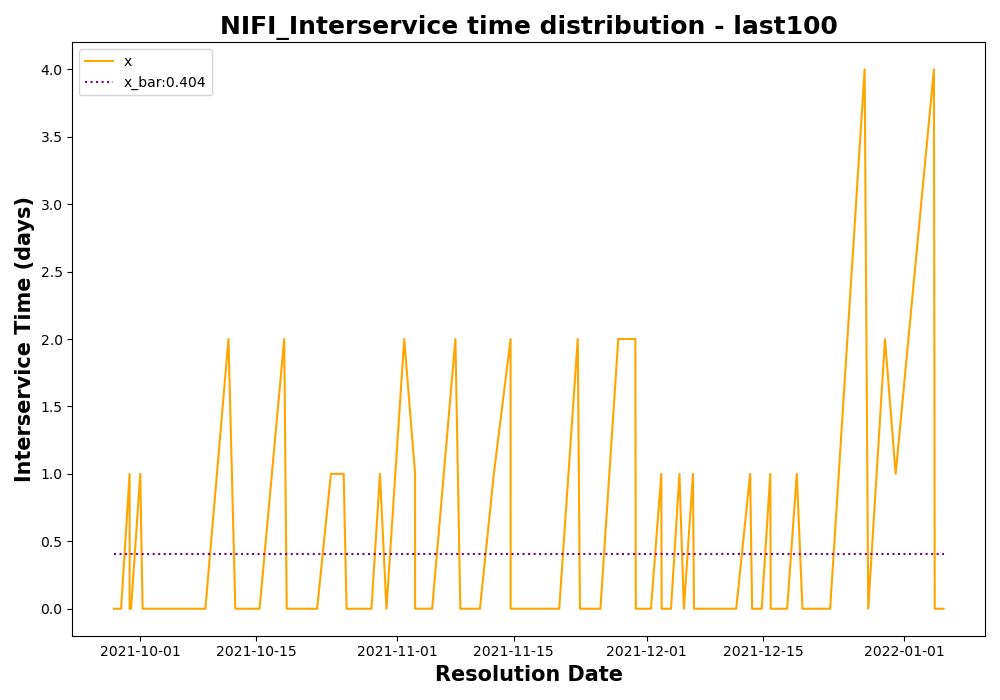 NIFI_Interservice time distribution - last100
x
x_bar:0.404
Interservice Time (days)
4.0
3.5
3.0
2.5
2.0
1.5
1.0
0.5
0.0
2021-10-01 2021-10-15 2021-11-01 2021-11-15 2021-12-01 2021-12-15 2022-01-01
Resolution Date